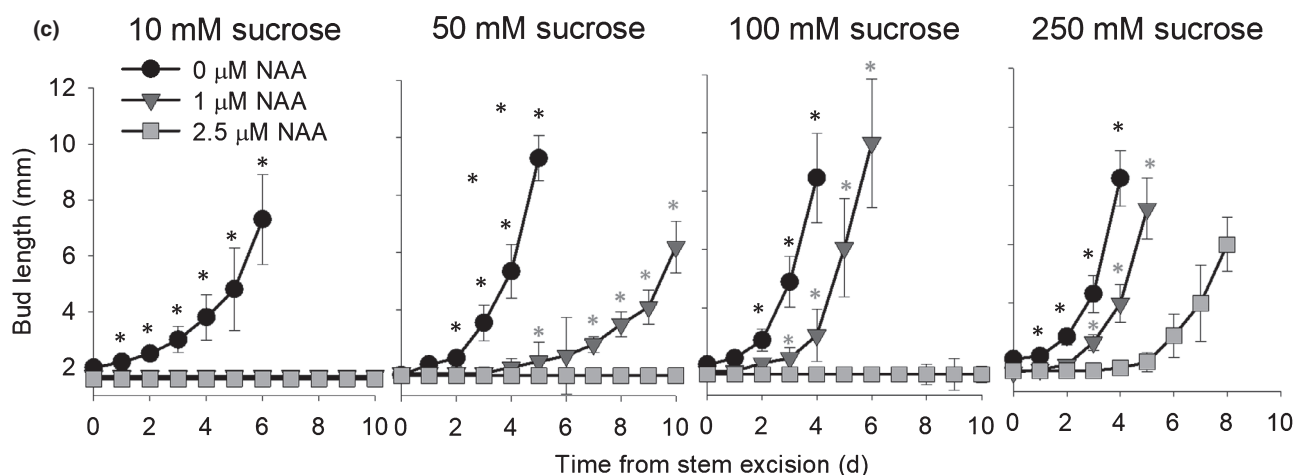 (c) 10 mM sucrose 50 mM sucrose 100 mM sucrose 250 mM sucrose
0 μM NAA
1 μM NAA
2.5 μM NAA
Bud length (mm)
12
10
8
6
4
2
0 2 4 6 8 10 0 2 4 6 8 10 0 2 4 6 8 10 0 2 4 6 8 10
Time from stem excision (d)